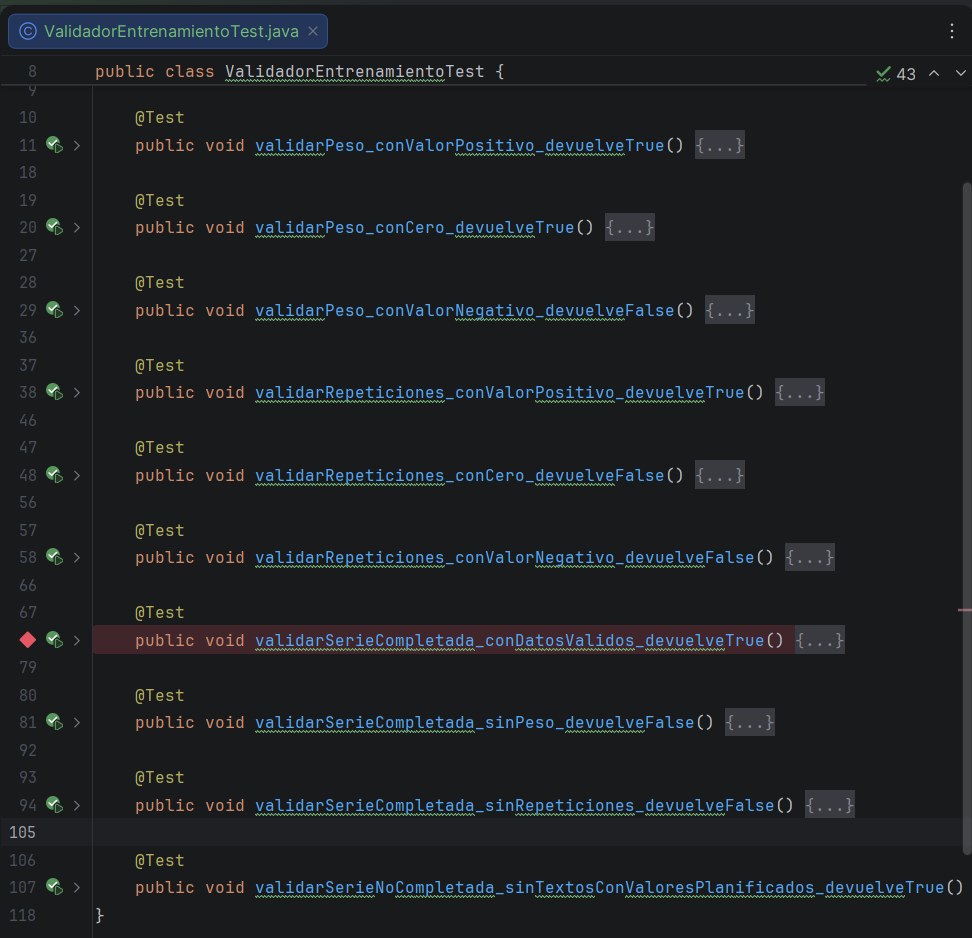 © ValidadorEntrenamientoTest.java ×
8 public class ValidadorEntrenamientoTest { 43
9
10 @Test
11 public void validarPeso_conValorPositivo_devuelveTrue() {...}
18
19 @Test
20 public void validarPeso_conCero_devuelveTrue() {...}
27
28 @Test
29 public void validarPeso_conValorNegativo_devuelveFalse() {...}
36
37 @Test
38 public void validarRepeticiones_conValorPositivo_devuelveTrue() {...}
46
47 @Test
48 public void validarRepeticiones_conCero_devuelveFalse() {...}
56
57 @Test
58 public void validarRepeticiones_conValorNegativo_devuelveFalse() {...}
66
67 @Test
public void validarSerieCompletada_conDatosValidos_devuelveTrue() {...}
79
80 @Test
81 public void validarSerieCompletada_sinPeso_devuelveFalse() {...}
92
93 @Test
94 public void validarSerieCompletada_sinRepeticiones_devuelveFalse() {...}
105
106 @Test
107 public void validarSerieNoCompletada_sinTextosConValoresPlanificados_devuelveTrue()
118 }